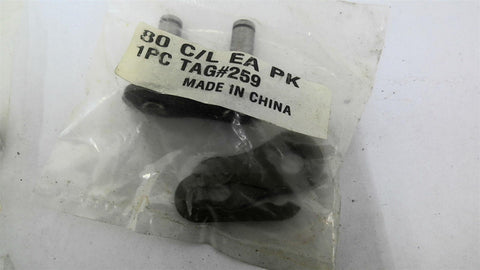 80 C/L EA PK
1PC TAG#259
MADE IN CHINA